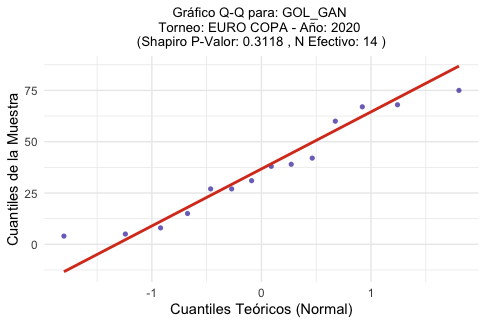 Gráfico Q-Q para: GOL_GAN
Torneo: EURO COPA - Año: 2020
(Shapiro P-Valor: 0.3118 , N Efectivo: 14 )
Cuantiles de la Muestra
75
50
25
0
-1
0
1
Cuantiles Teóricos (Normal)